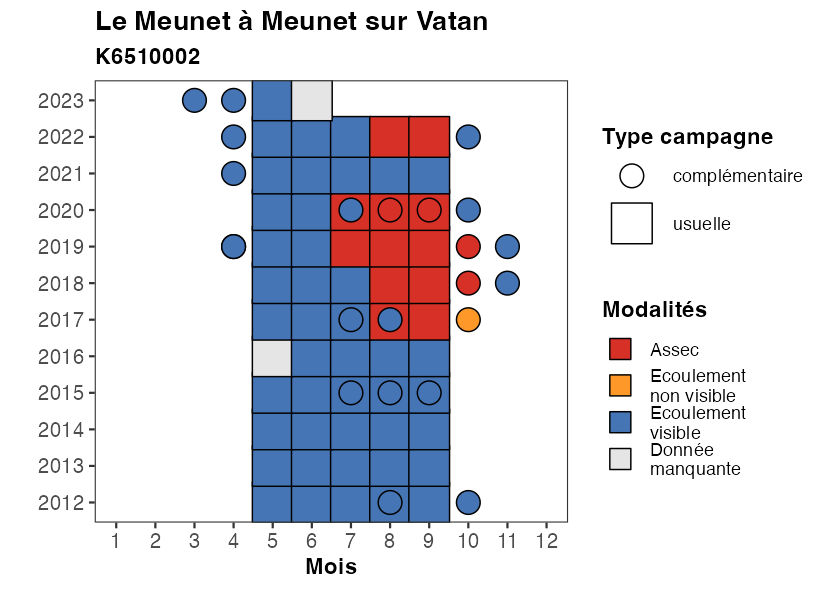 Le Meunet à Meunet sur Vatan
K6510002
2023
2022
2021
2020
2019
2018
2017
2016
2015
2014
2013
2012
1 2 3 4 5 6 7 8 9 10 11 12
Mois
Type campagne
complémentaire
usuelle
Modalités
Assec
Ecoulement
non visible
Ecoulement
visible
Donnée
manquante